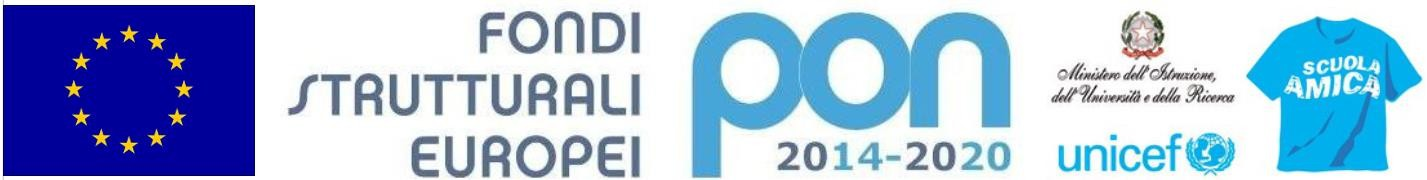 FONDI
STRUTTURALI
EUROPEI
pon
2014-2020
Ministero dell'Istruzione,
dell'Università e della Ricerca
unicef
SCUOLA
AMICA